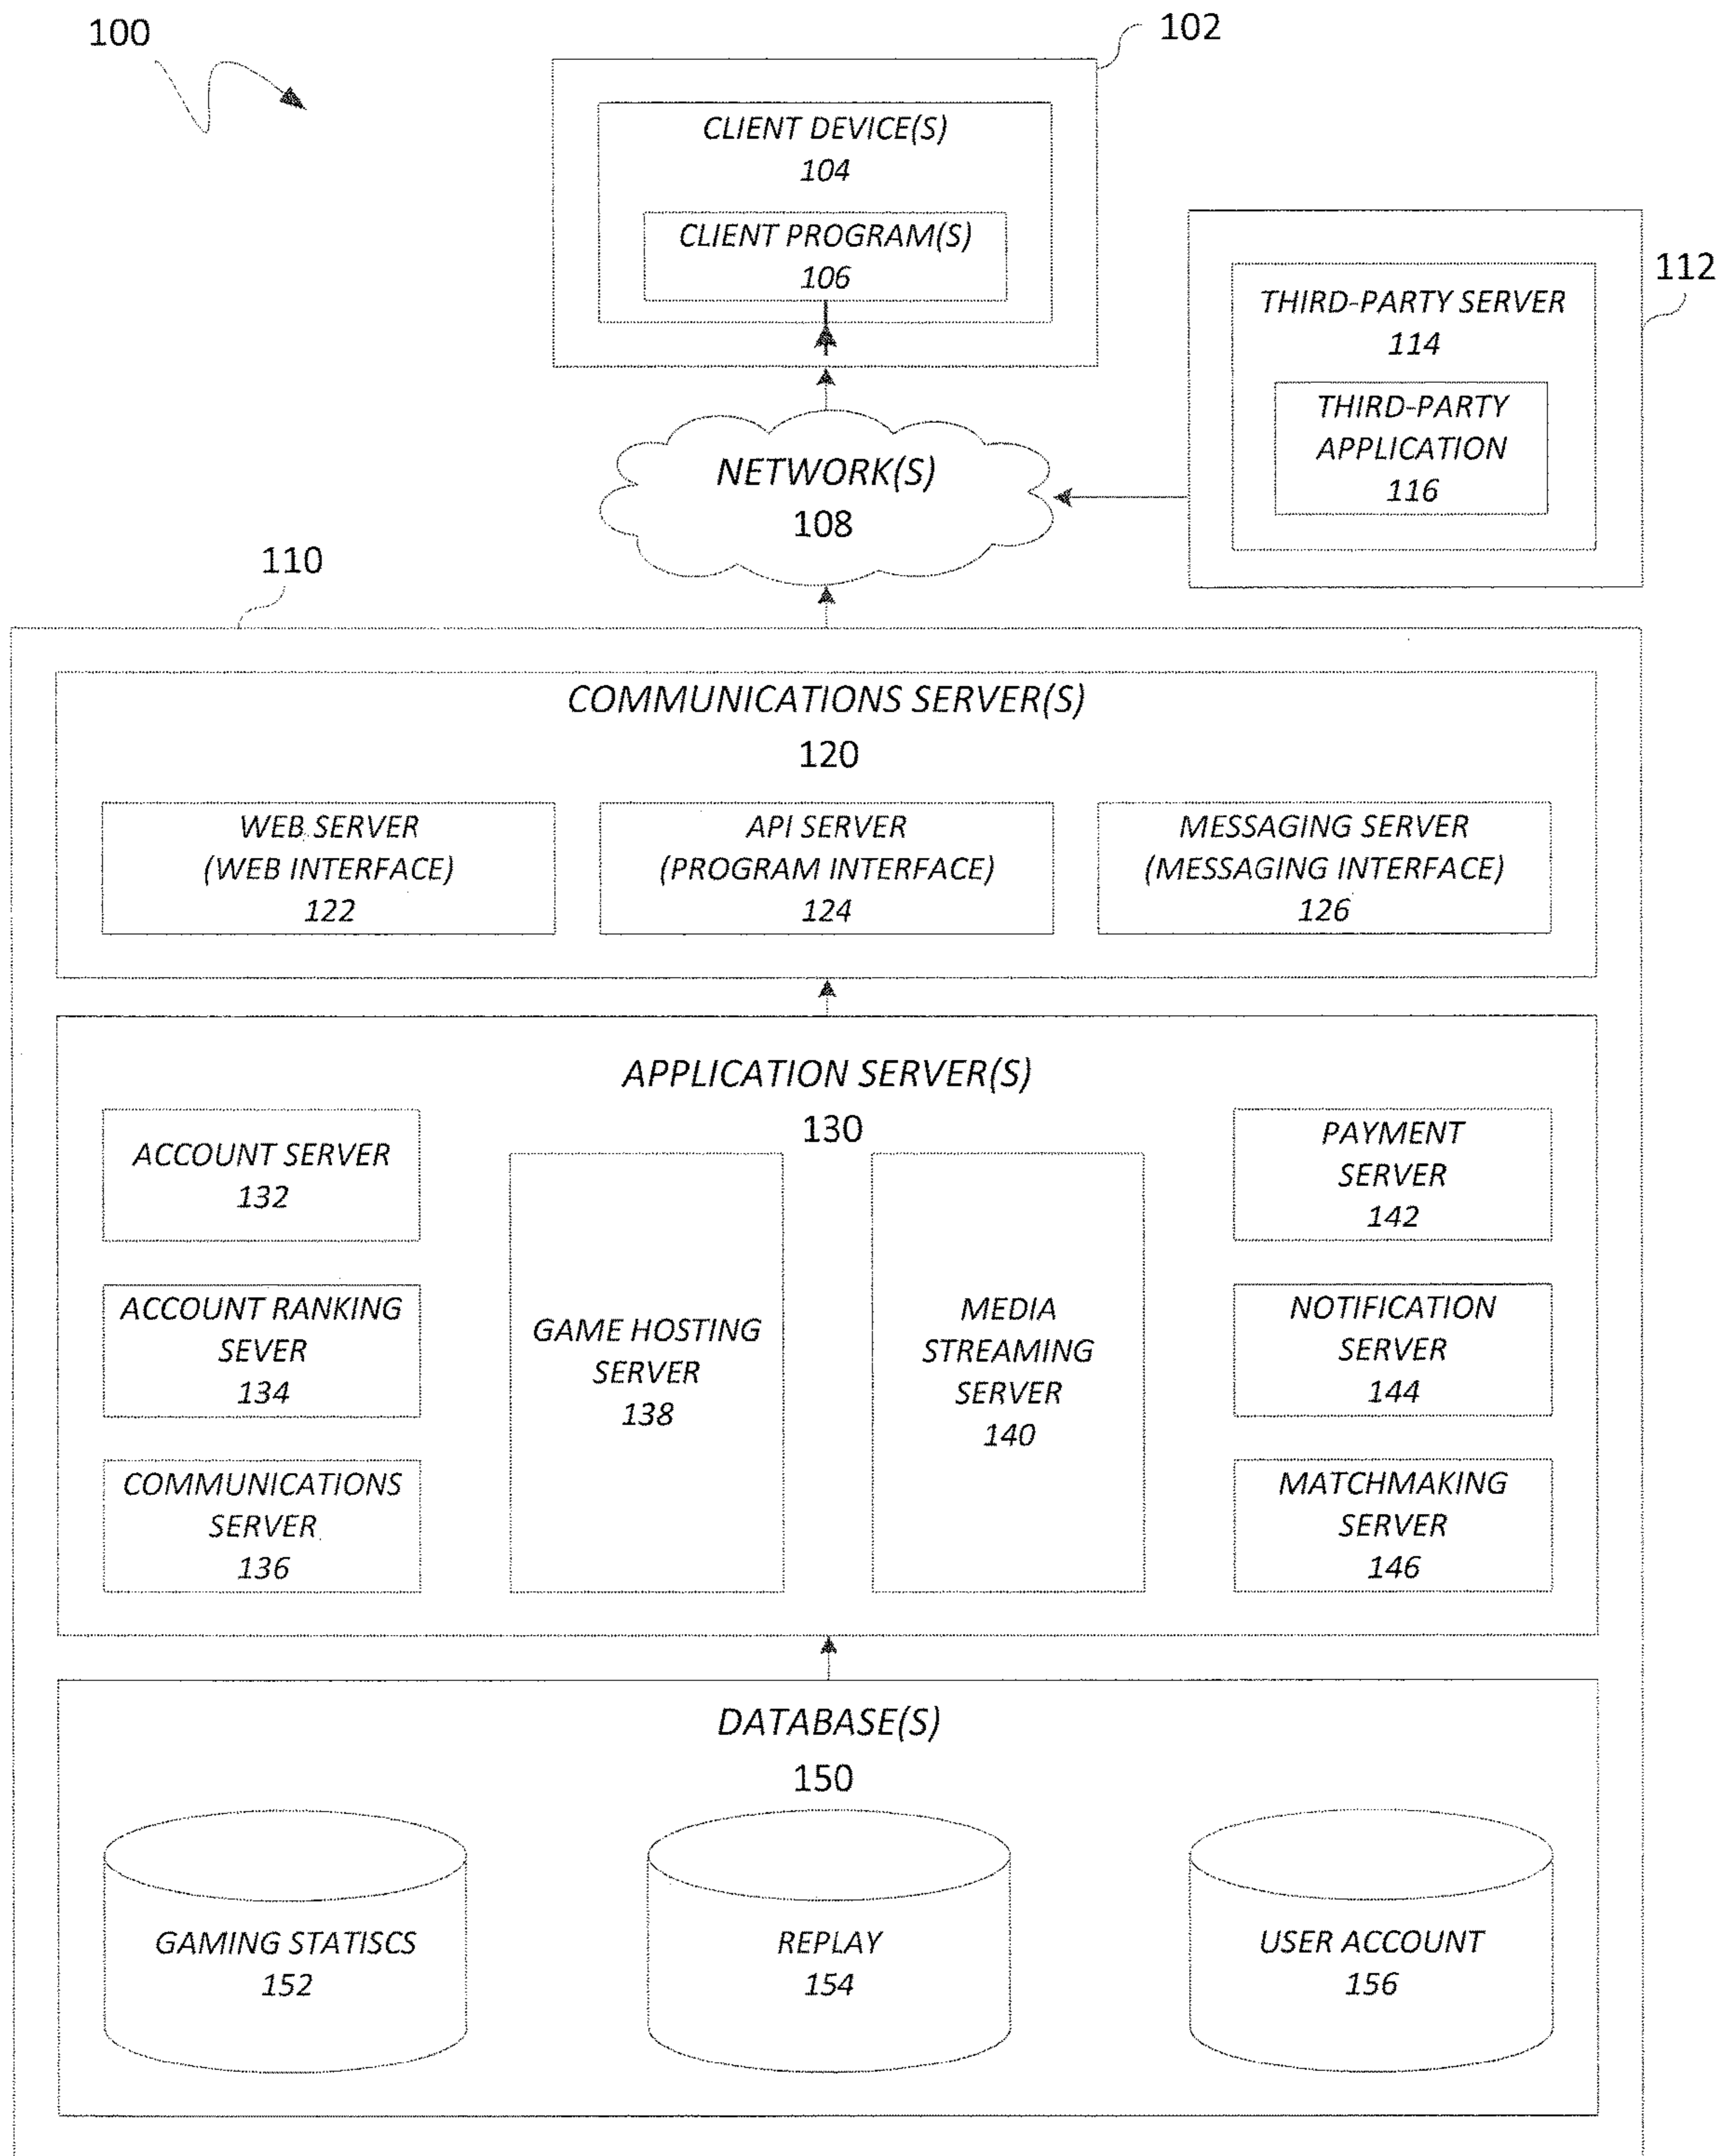 100
102
CLIENT DEVICE(S)
104
CLIENT PROGRAM(S)
106
112
THIRD-PARTY SERVER
114
THIRD-PARTY
APPLICATION
116
NETWORK(S)
108
110
COMMUNICATIONS SERVER(S)
120
WEB SERVER
(WEB INTERFACE)
122
API SERVER
(PROGRAM INTERFACE)
124
MESSAGING SERVER
(MESSAGING INTERFACE)
126
APPLICATION SERVER(S)
130
ACCOUNT SERVER
132
ACCOUNT RANKING
SEVER
134
COMMUNICATIONS
SERVER
136
GAME HOSTING
SERVER
138
MEDIA
STREAMING
SERVER
140
PAYMENT
SERVER
142
NOTIFICATION
SERVER
144
MATCHMAKING
SERVER
146
DATABASE(S)
150
GAMING STATISCS
152
REPLAY
154
USER ACCOUNT
156